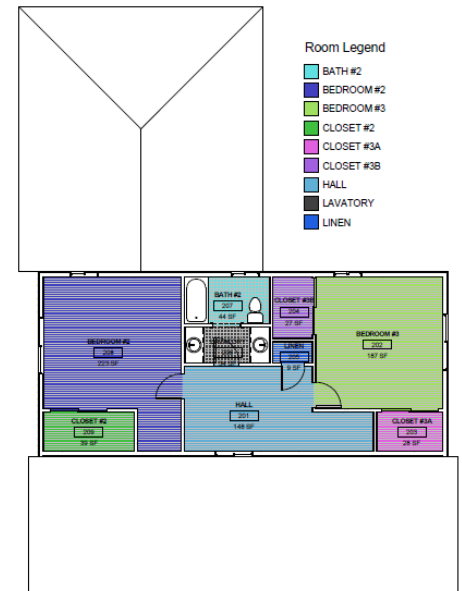 Room Legend
BATH #2
BEDROOM #2
BEDROOM #3
CLOSET #2
CLOSET #3A
CLOSET #3B
HALL
LAVATORY
LINEN
BATH #2
207
44 SF
CLOSET #3B
204
27 SF
BEDROOM #3
202
187 SF
BEDROOM #2
208
223 SF
LINEN
205
9 SF
HALL
201
148 SF
CLOSET #2
209
39 SF
CLOSET #3A
203
28 SF